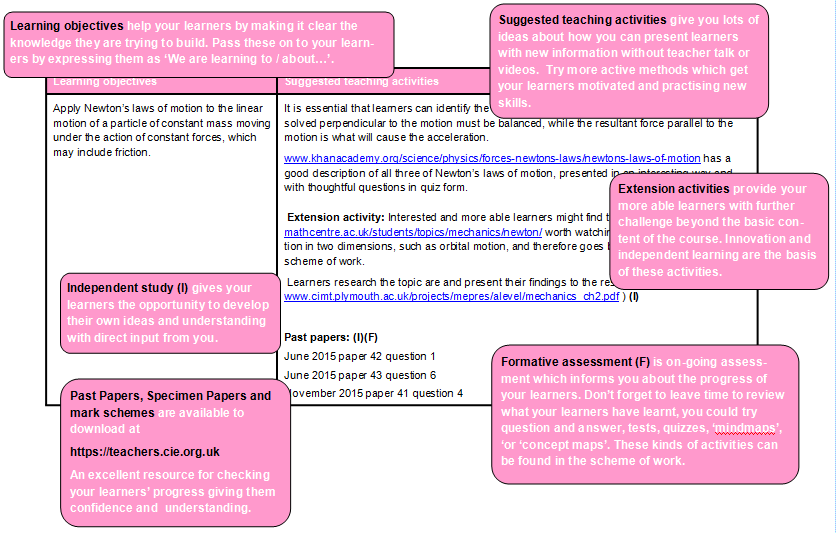 Learning objectives help your learners by making it clear the
knowledge they are trying to build. Pass these on to your learn-
ers by expressing them as ‘We are learning to / about…’.
Suggested teaching activities give you lots of
ideas about how you can present learners
with new information without teacher talk or
videos. Try more active methods which get
your learners motivated and practising new
skills.
Learning objectives
Suggested teaching activities
Apply Newton’s laws of motion to the linear
motion of a particle of constant mass moving
under the action of constant forces, which
may include friction.
It is essential that learners can identify the
solved perpendicular to the motion must be balanced, while the resultant force parallel to the
motion is what will cause the acceleration.
www.khanacademy.org/science/physics/forces-newtons-laws/newtons-laws-of-motion has a
good description of all three of Newton’s laws of motion, presented in an interesting way and
with thoughtful questions in quiz form.
Extension activity: Interested and more able learners might find
mathcentre.ac.uk/students/topics/mechanics/newton/ worth watchin
tion in two dimensions, such as orbital motion, and therefore goes
scheme of work.
Learners research the topic are and present their findings to the res
www.cimt.plymouth.ac.uk/projects/mepres/alevel/mechanics_ch2.pdf ) (I)
Past papers: (I)(F)
June 2015 paper 42 question 1
June 2015 paper 43 question 6
November 2015 paper 41 question 4
Extension activities provide your
more able learners with further
challenge beyond the basic con-
tent of the course. Innovation and
independent learning are the basis
of these activities.
Independent study (I) gives your
learners the opportunity to develop
their own ideas and understanding
with direct input from you.
Past Papers, Specimen Papers and
mark schemes are available to
download at
https://teachers.cie.org.uk
An excellent resource for checking
your learners’ progress giving them
confidence and understanding.
Formative assessment (F) is on-going assess-
ment which informs you about the progress of
your learners. Don’t forget to leave time to review
what your learners have learnt, you could try
question and answer, tests, quizzes, ‘mindmaps’,
‘or ‘concept maps’. These kinds of activities can
be found in the scheme of work.